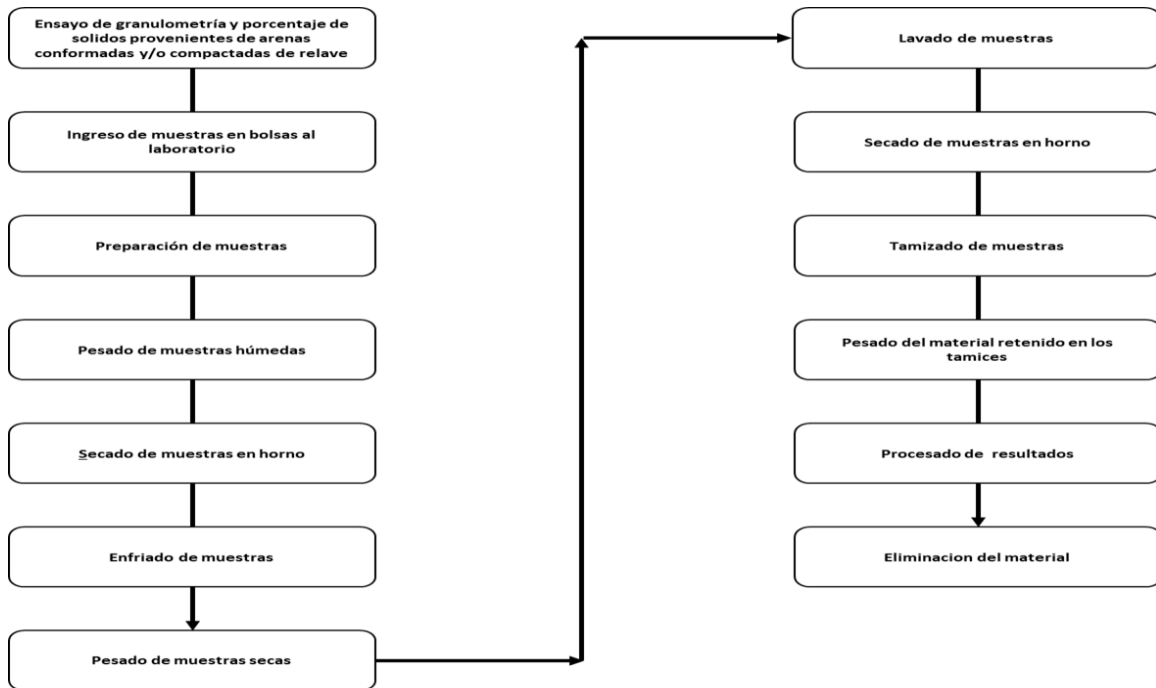 Ensayo de granulometría y porcentaje de
solidos provenientes de arenas
conformadas y/o compactadas de relave
Ingreso de muestras en bolsas al
laboratorio
Preparación de muestras
Pesado de muestras húmedas
Secado de muestras en horno
Enfriado de muestras
Pesado de muestras secas
Lavado de muestras
Secado de muestras en horno
Tamizado de muestras
Pesado del material retenido en los
tamices
Procesado de resultados
Eliminacion del material